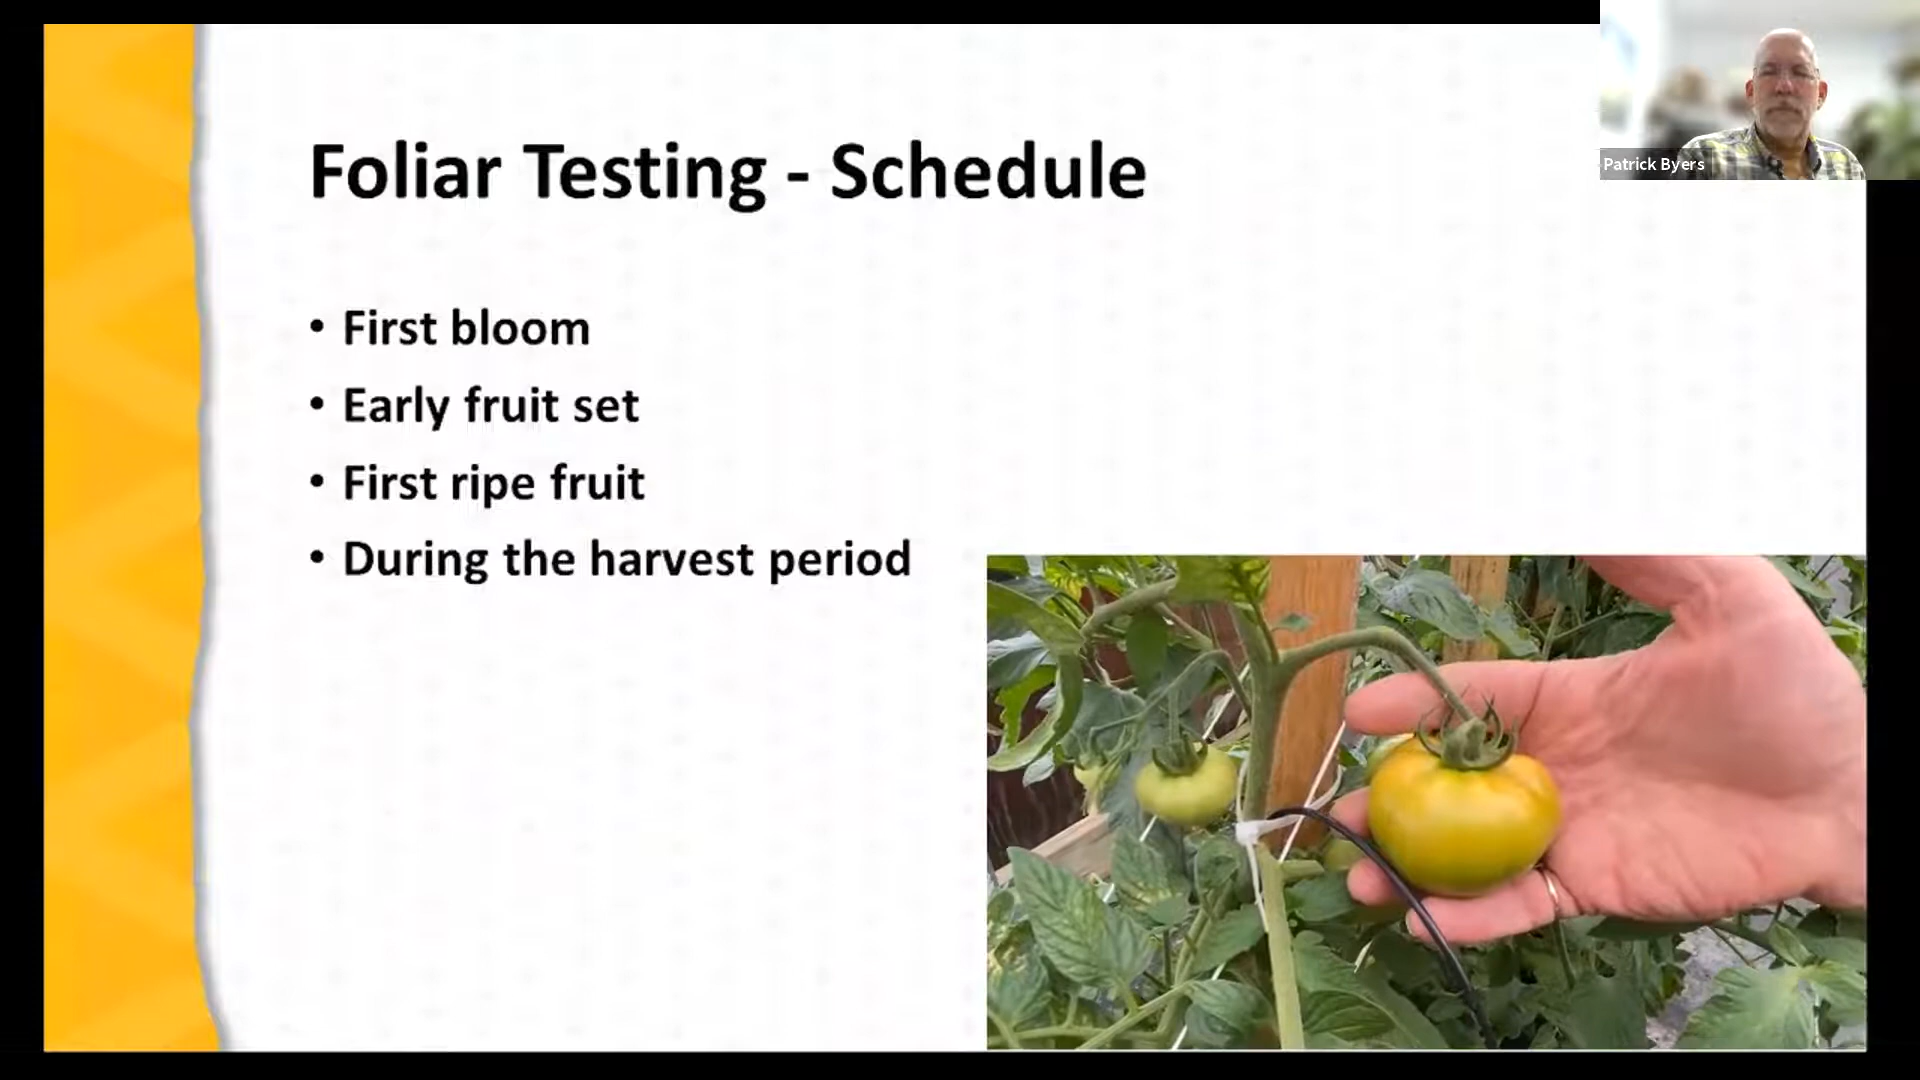 Foliar Testing - Schedule
• First bloom
• Early fruit set
• First ripe fruit
• During the harvest period
Patrick Byers